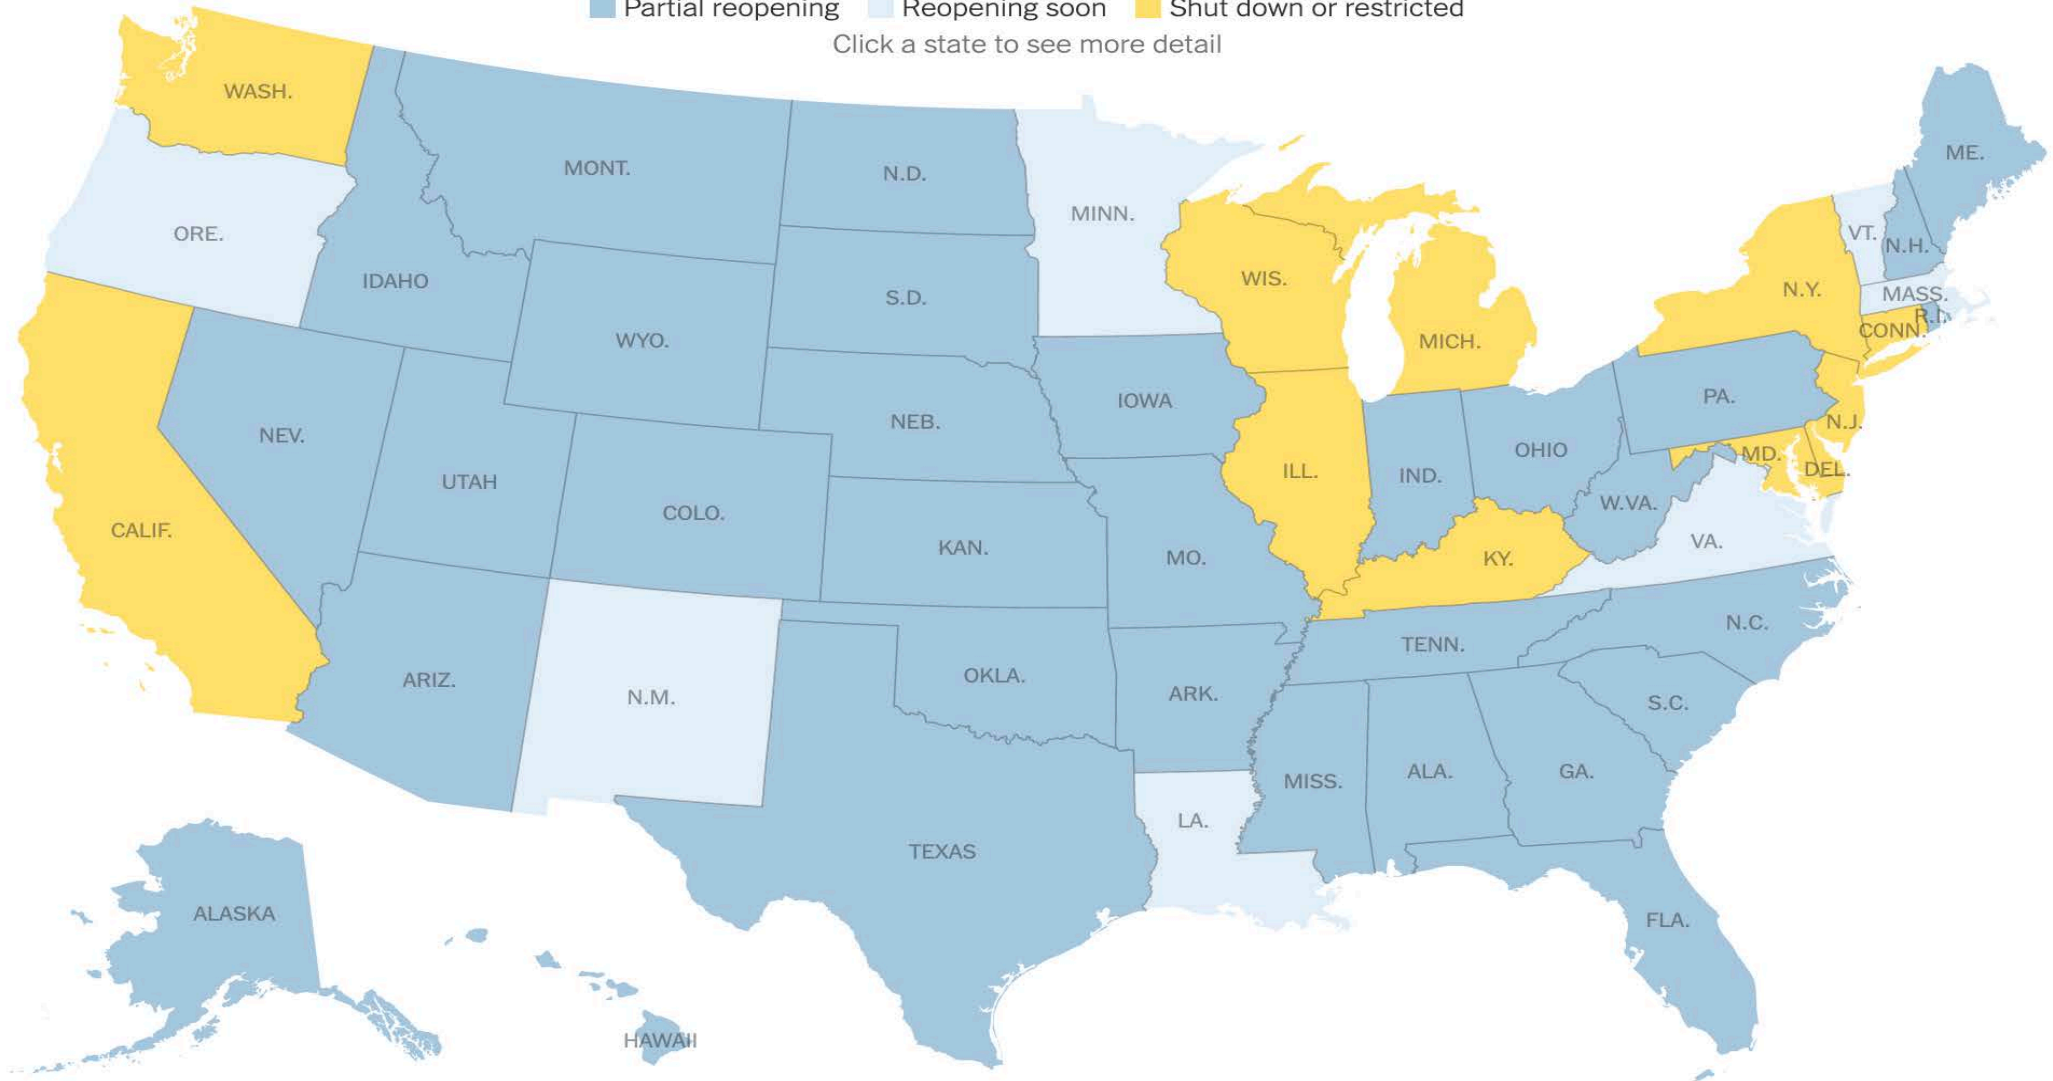 Partial reopening Reopening soon Shut down or restricted
Click a state to see more detail
WASH.
MONT.
N.D.
ME.
ORE.
MINN.
VT.
N.H.
IDAHO
S.D.
WIS.
N.Y.
MASS.
R.I.
CONN.
WYO.
MICH.
NEV.
NEB.
IOWA
PA.
N.J.
UTAH
COLO.
ILL.
IND.
OHIO
MD.
DEL.
W.VA.
CALIF.
KAN.
MO.
KY.
VA.
ARIZ.
N.M.
OKLA.
ARK.
TENN.
N.C.
S.C.
MISS.
ALA.
GA.
TEXAS
LA.
FLA.
ALASKA
HAWAII